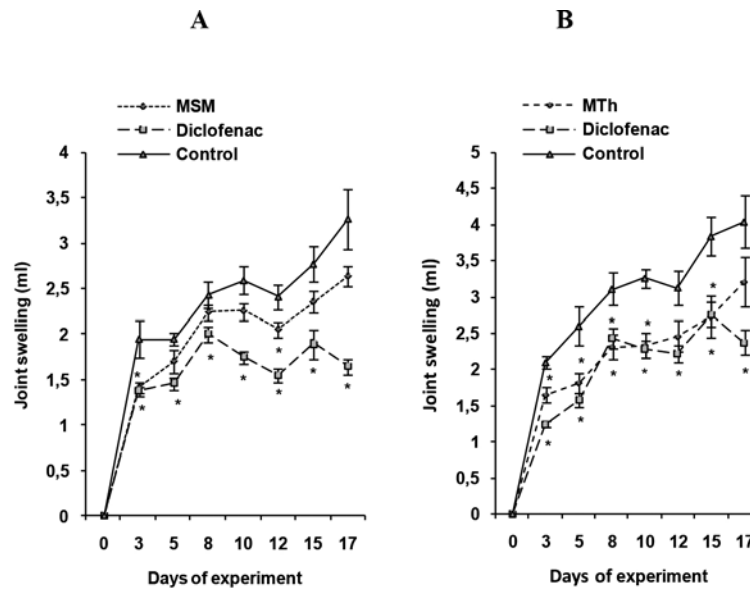 A
B
MSM
Diclofenac
Control
4
3,5
3
2,5
2
1,5
1
0,5
0
Joint swelling (ml)
* * * * * * * * *
0 3 5 8 10 12 15 17
Days of experiment
MTh
Diclofenac
Control
5
4,5
4
3,5
3
2,5
2
1,5
1
0,5
0
Joint swelling (ml)
* * * * * * * * * * * * *
0 3 5 8 10 12 15 17
Days of experiment